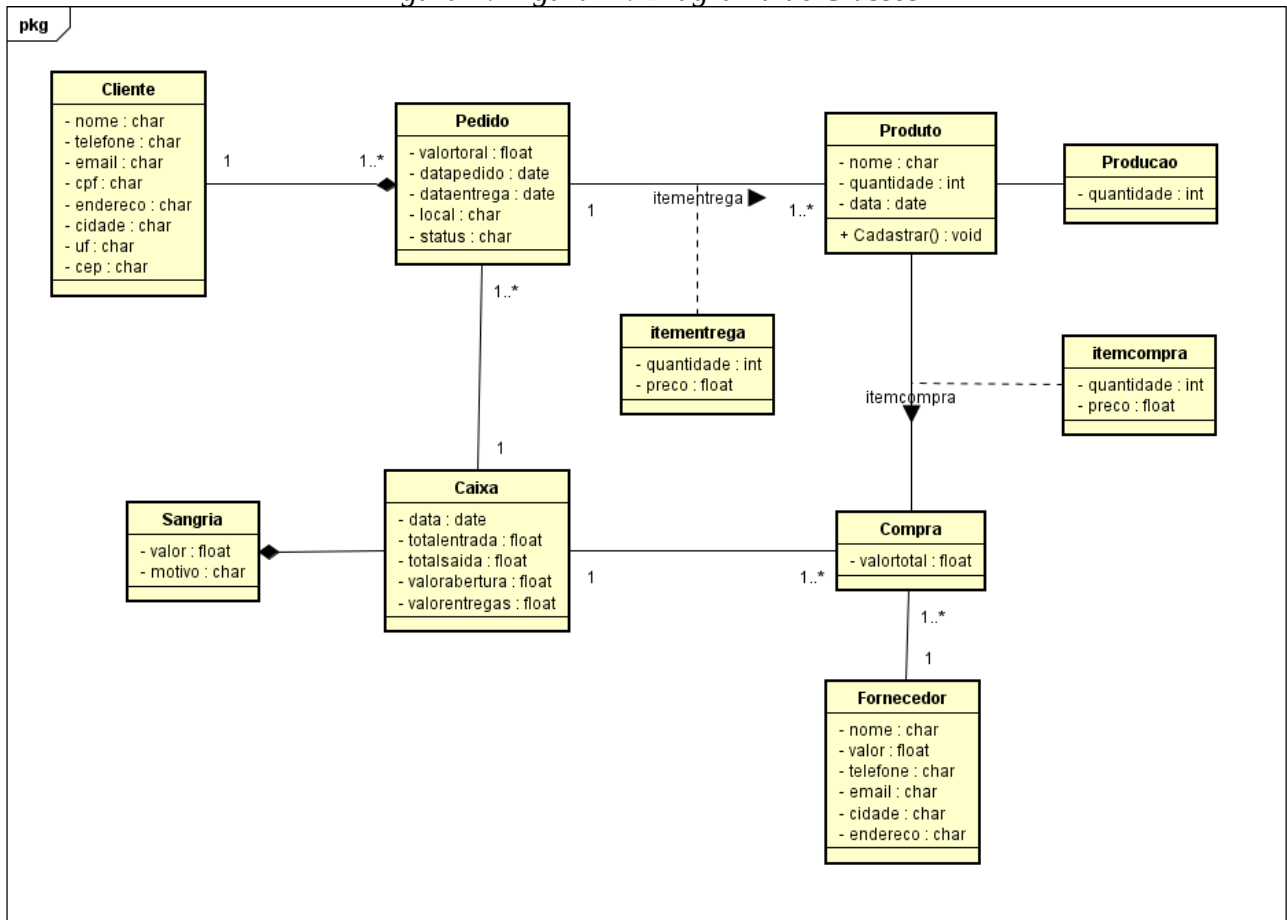 pkg
Cliente
- nome : char
- telefone : char
- email : char
- cpf : char
- endereco : char
- cidade : char
- uf : char
- cep : char
1
1..*
Pedido
- valortoral : float
- datapedido : date
- dataentrega : date
- local : char
- status : char
1
itementrega
1..*
Produto
- nome : char
- quantidade : int
- data : date
+ Cadastrar() : void
Producao
- quantidade : int
1..*
itementrega
- quantidade : int
- preco : float
itemcompra
- quantidade : int
- preco : float
itemcompra
1
Sangria
- valor : float
- motivo : char
Caixa
- data : date
- totalentrada : float
- totalsaida : float
- valorabertura : float
- valorentregas : float
1
1..*
Compra
- valortotal : float
1..*
1
Fornecedor
- nome : char
- valor : float
- telefone : char
- email : char
- cidade : char
- endereco : char